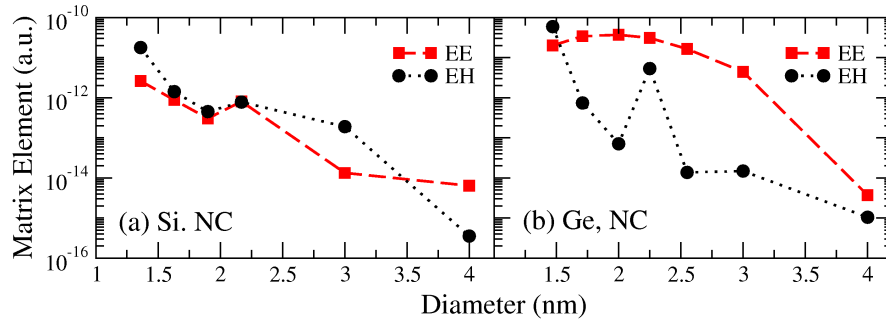 Matrix Element (a.u.)
10^-10
10^-12
10^-14
10^-16
EE
EH
(a) Si. NC
1 1.5 2 2.5 3 3.5 4
EE
EH
(b) Ge, NC
1.5 2 2.5 3 3.5 4
Diameter (nm)